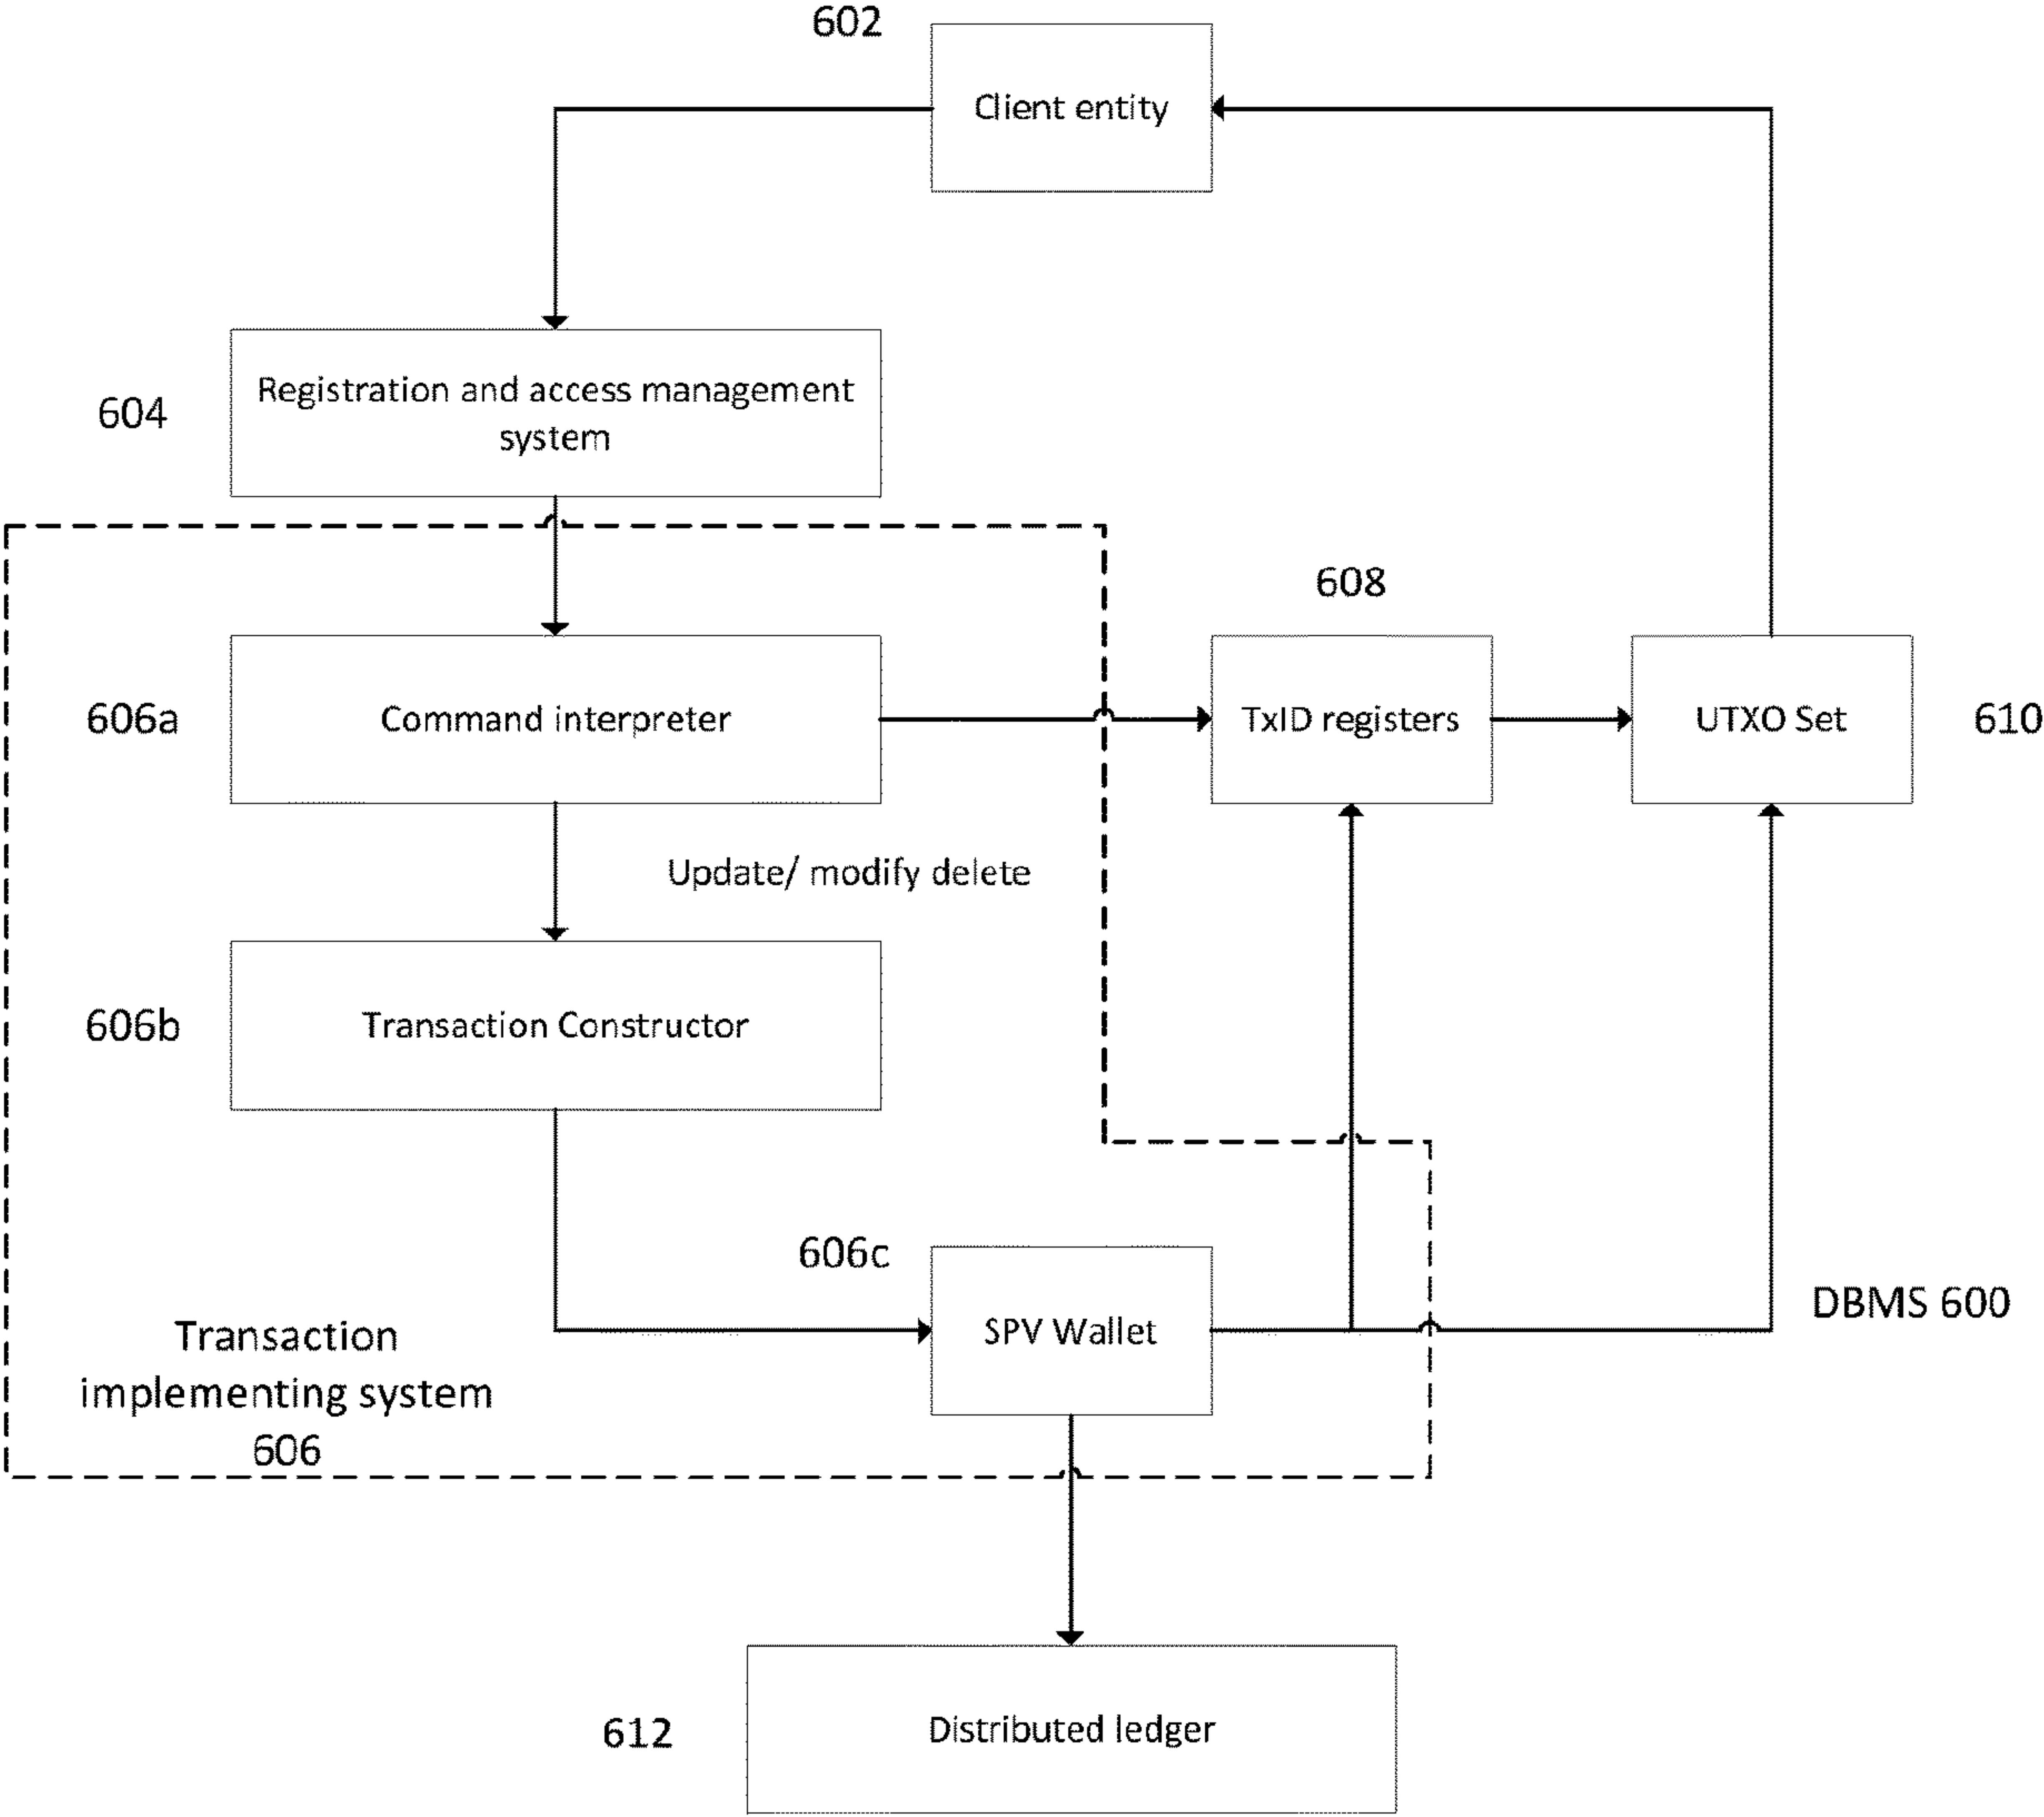 602
Client entity
604
Registration and access management
system
608
606a
Command interpreter
TxID registers
UTXO Set
610
Update/ modify delete
606b
Transaction Constructor
606c
SPV Wallet
DBMS 600
Transaction
implementing system
606
612
Distributed ledger